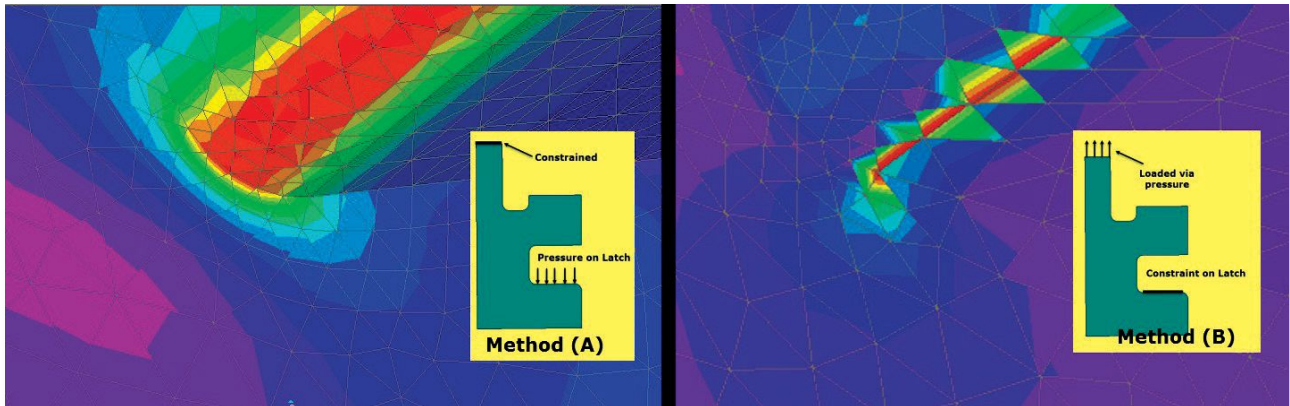 Constrained
Pressure on Latch
Method (A)
Loaded via
pressure
Constraint on Latch
Method (B)